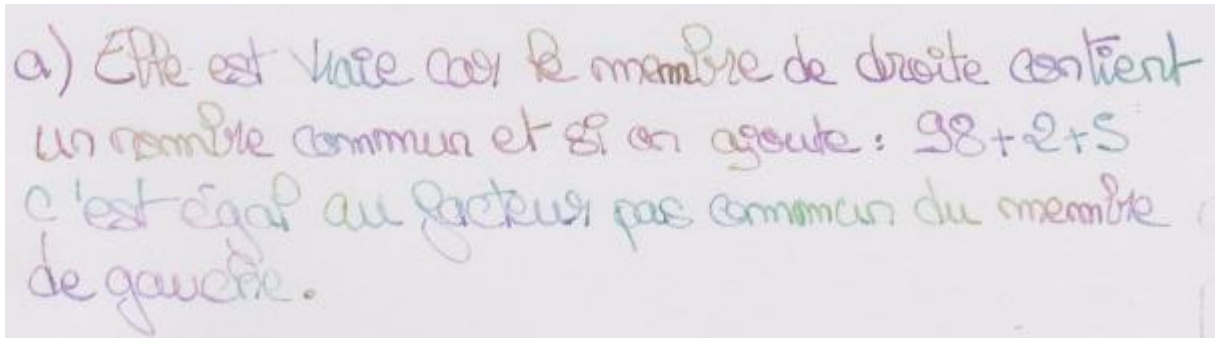 a) Elle est vraie car le membre de droite contient
un nombre commun et si on ajoute : 98+2+5
c'est égal au facteur pas commun du membre
de gauche.